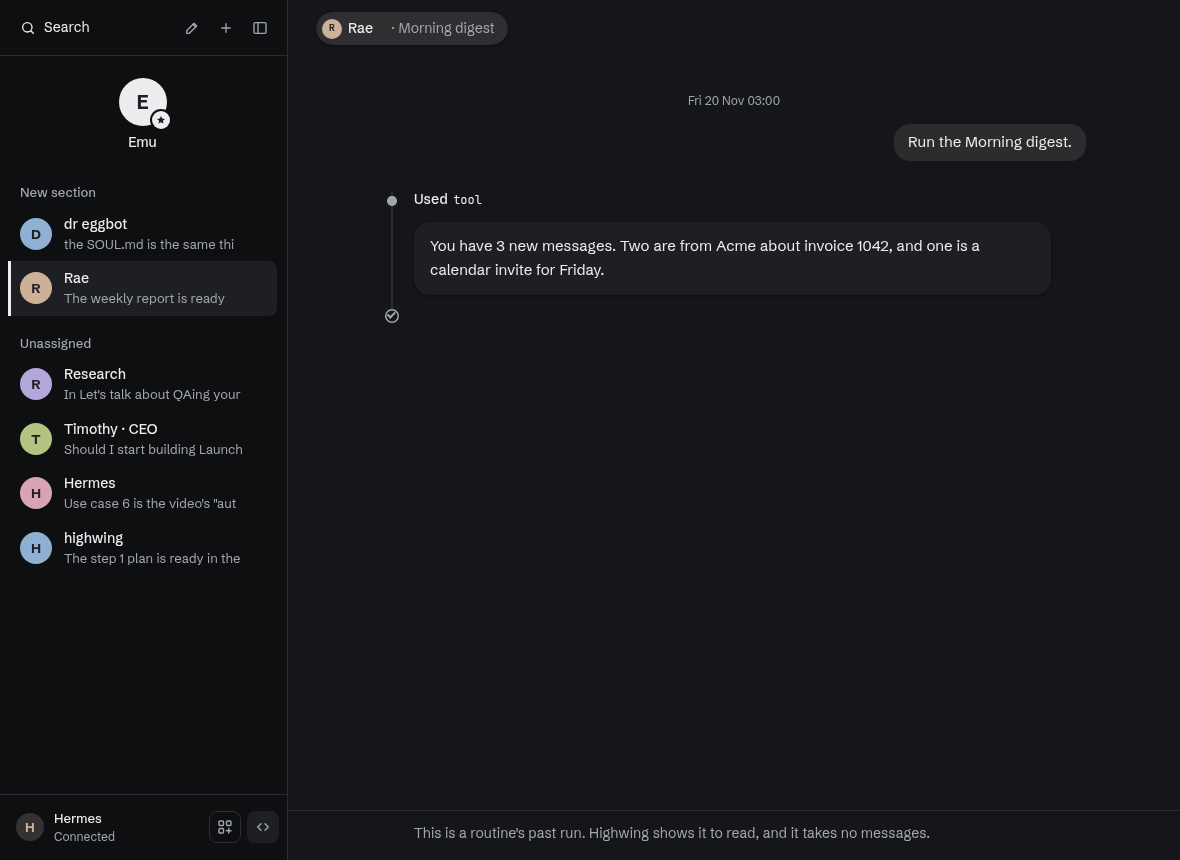 Search
E
Emu
New section
D
dr eggbot
the SOUL.md is the same thi
R
Rae
The weekly report is ready
Unassigned
R
Research
In Let's talk about QAing your
T
Timothy · CEO
Should I start building Launch
H
Hermes
Use case 6 is the video's "aut
H
highwing
The step 1 plan is ready in the
H
Hermes
Connected
R Rae · Morning digest
Fri 20 Nov 03:00
Run the Morning digest.
Used tool
You have 3 new messages. Two are from Acme about invoice 1042, and one is a
calendar invite for Friday.
This is a routine's past run. Highwing shows it to read, and it takes no messages.